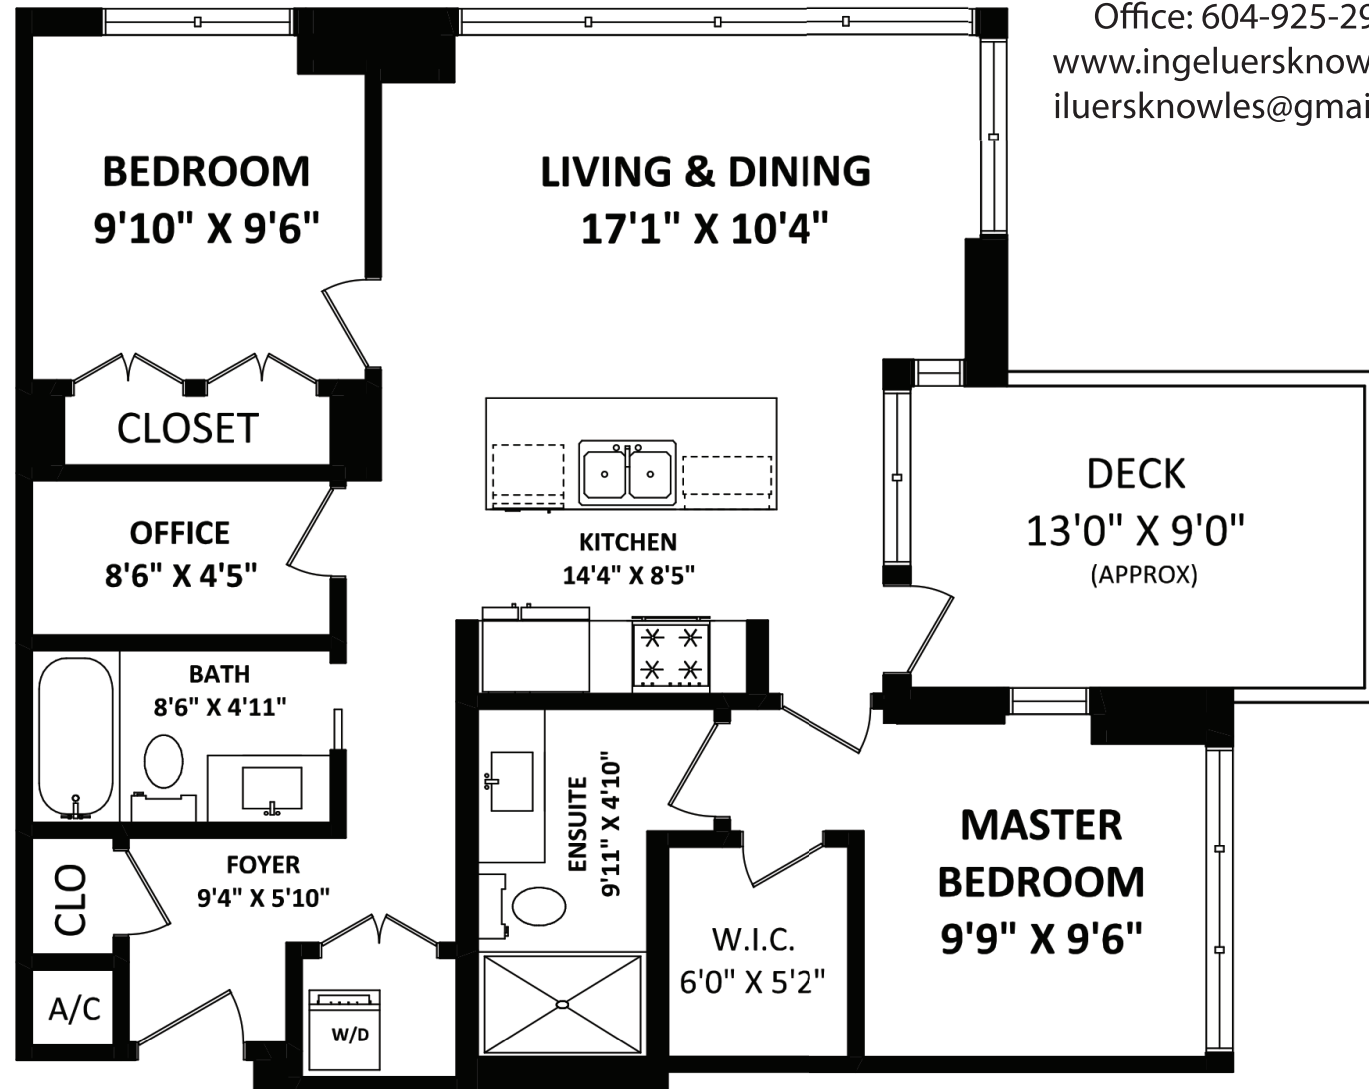 Office: 604-925-29
www.ingeluersknow
iluersknowles@gmai
BEDROOM
9'10" X 9'6"
LIVING & DINING
17'1" X 10'4"
CLOSET
DECK
13'0" X 9'0"
(APPROX)
OFFICE
8'6" X 4'5"
KITCHEN
14'4" X 8'5"
BATH
8'6" X 4'11"
ENSUITE
9'11" X 4'10"
MASTER
BEDROOM
9'9" X 9'6"
FOYER
9'4" X 5'10"
CLO
W.I.C.
6'0" X 5'2"
A/C
W/D